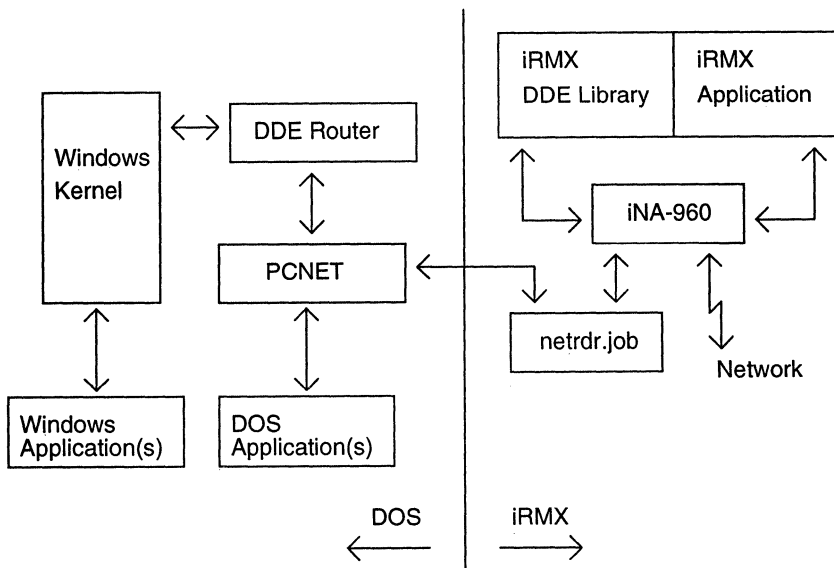 Windows
Kernel
DDE Router
PCNET
Windows
Application(s)
DOS
Application(s)
DOS
iRMX
DDE Library
iRMX
Application
iNA-960
netrdr.job
Network
iRMX